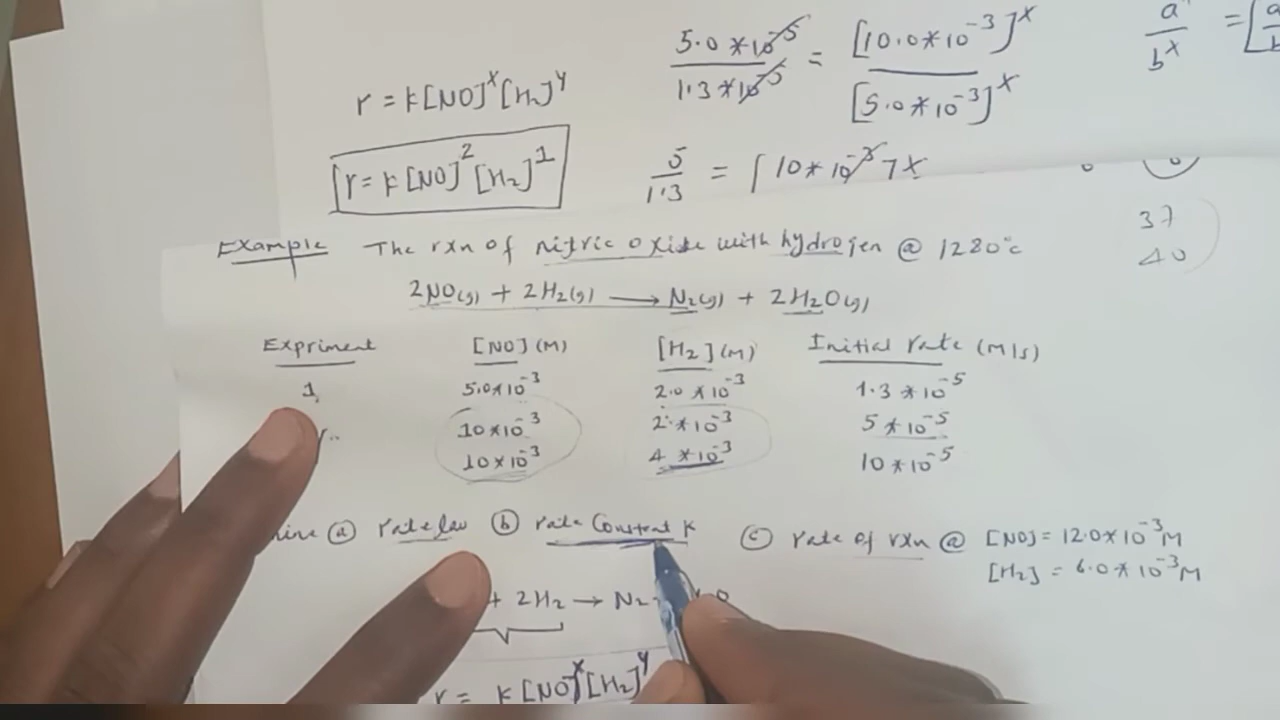 5.0 * 10^-5 / 1.3 * 10^-5 = [10.0 * 10^-3]^x / [5.0 * 10^-3]^x
a^x / b^x = [a / b
r = k[NO]^x [H2]^y
r = k[NO]^2 [H2]^1
5 / 1.3 = [10 * 10^-3]^x
37
40
Example The rxn of nitric oxide with hydrogen @ 1280°c
2NO(g) + 2H2(g) → N2(g) + 2H2O(g)
Expriment [NO](M) [H2](M) Initial rate (M/s)
1 5.0*10^-3 2.0*10^-3 1.3*10^-5
10*10^-3 2.*10^-3 5*10^-5
10*10^-3 4*10^-3 10*10^-5
ⓐ rate law ⓑ rate Constant k ⓒ rate of rxn @ [NO] = 12.0*10^-3 M
[H2] = 6.0*10^-3 M
+ 2H2 → N2
r = k[NO]^x [H2]^y